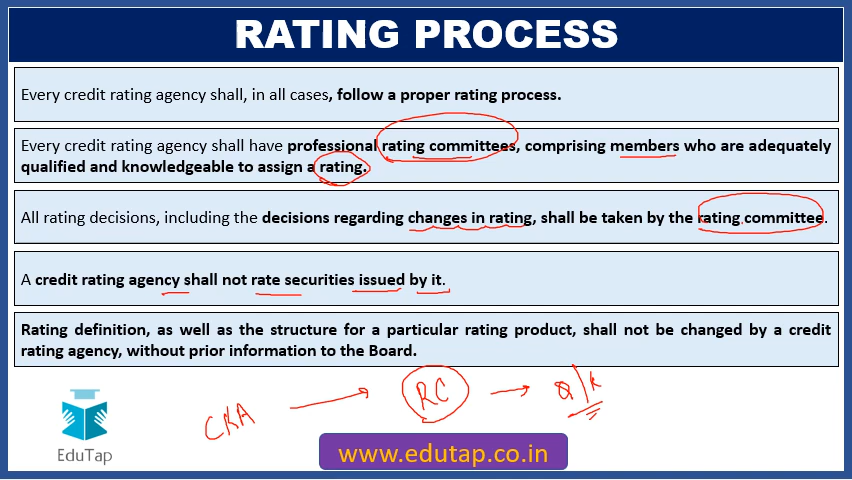 RATING PROCESS
Every credit rating agency shall, in all cases, follow a proper rating process.
Every credit rating agency shall have professional rating committees, comprising members who are adequately
qualified and knowledgeable to assign a rating.
All rating decisions, including the decisions regarding changes in rating, shall be taken by the rating committee.
A credit rating agency shall not rate securities issued by it.
Rating definition, as well as the structure for a particular rating product, shall not be changed by a credit
rating agency, without prior information to the Board.
CRA
RC
EduTap
www.edutap.co.in